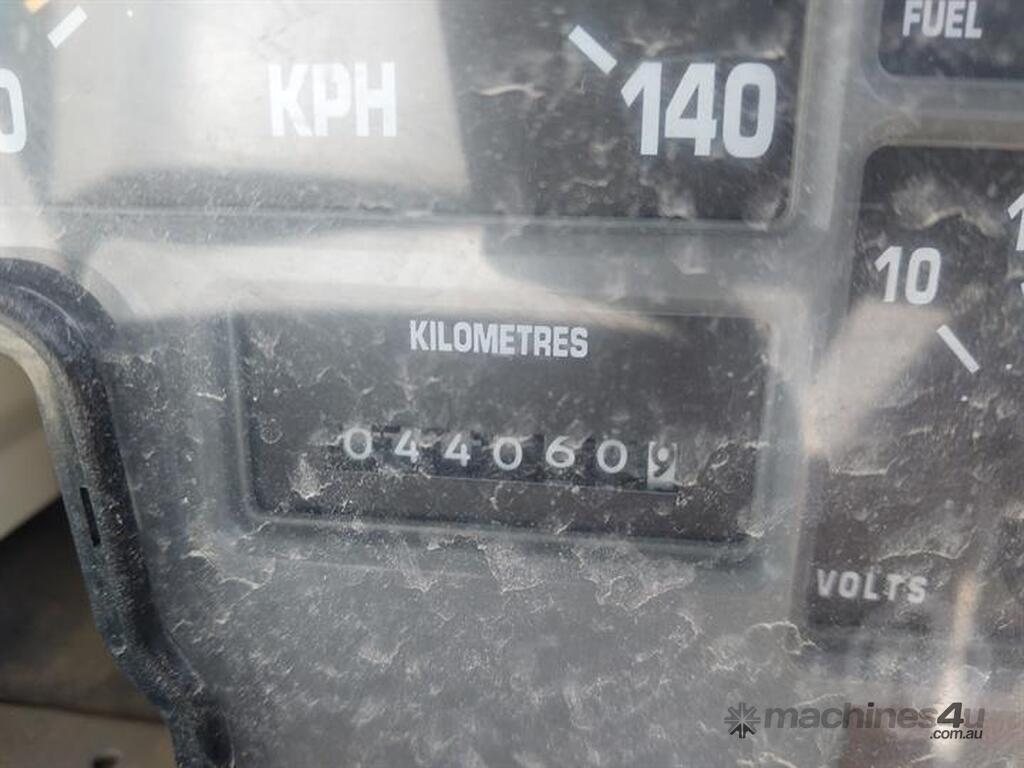 FUEL
KPH
140
10
KILOMETRES
0440609
VOLTS
machines4u
.com.au